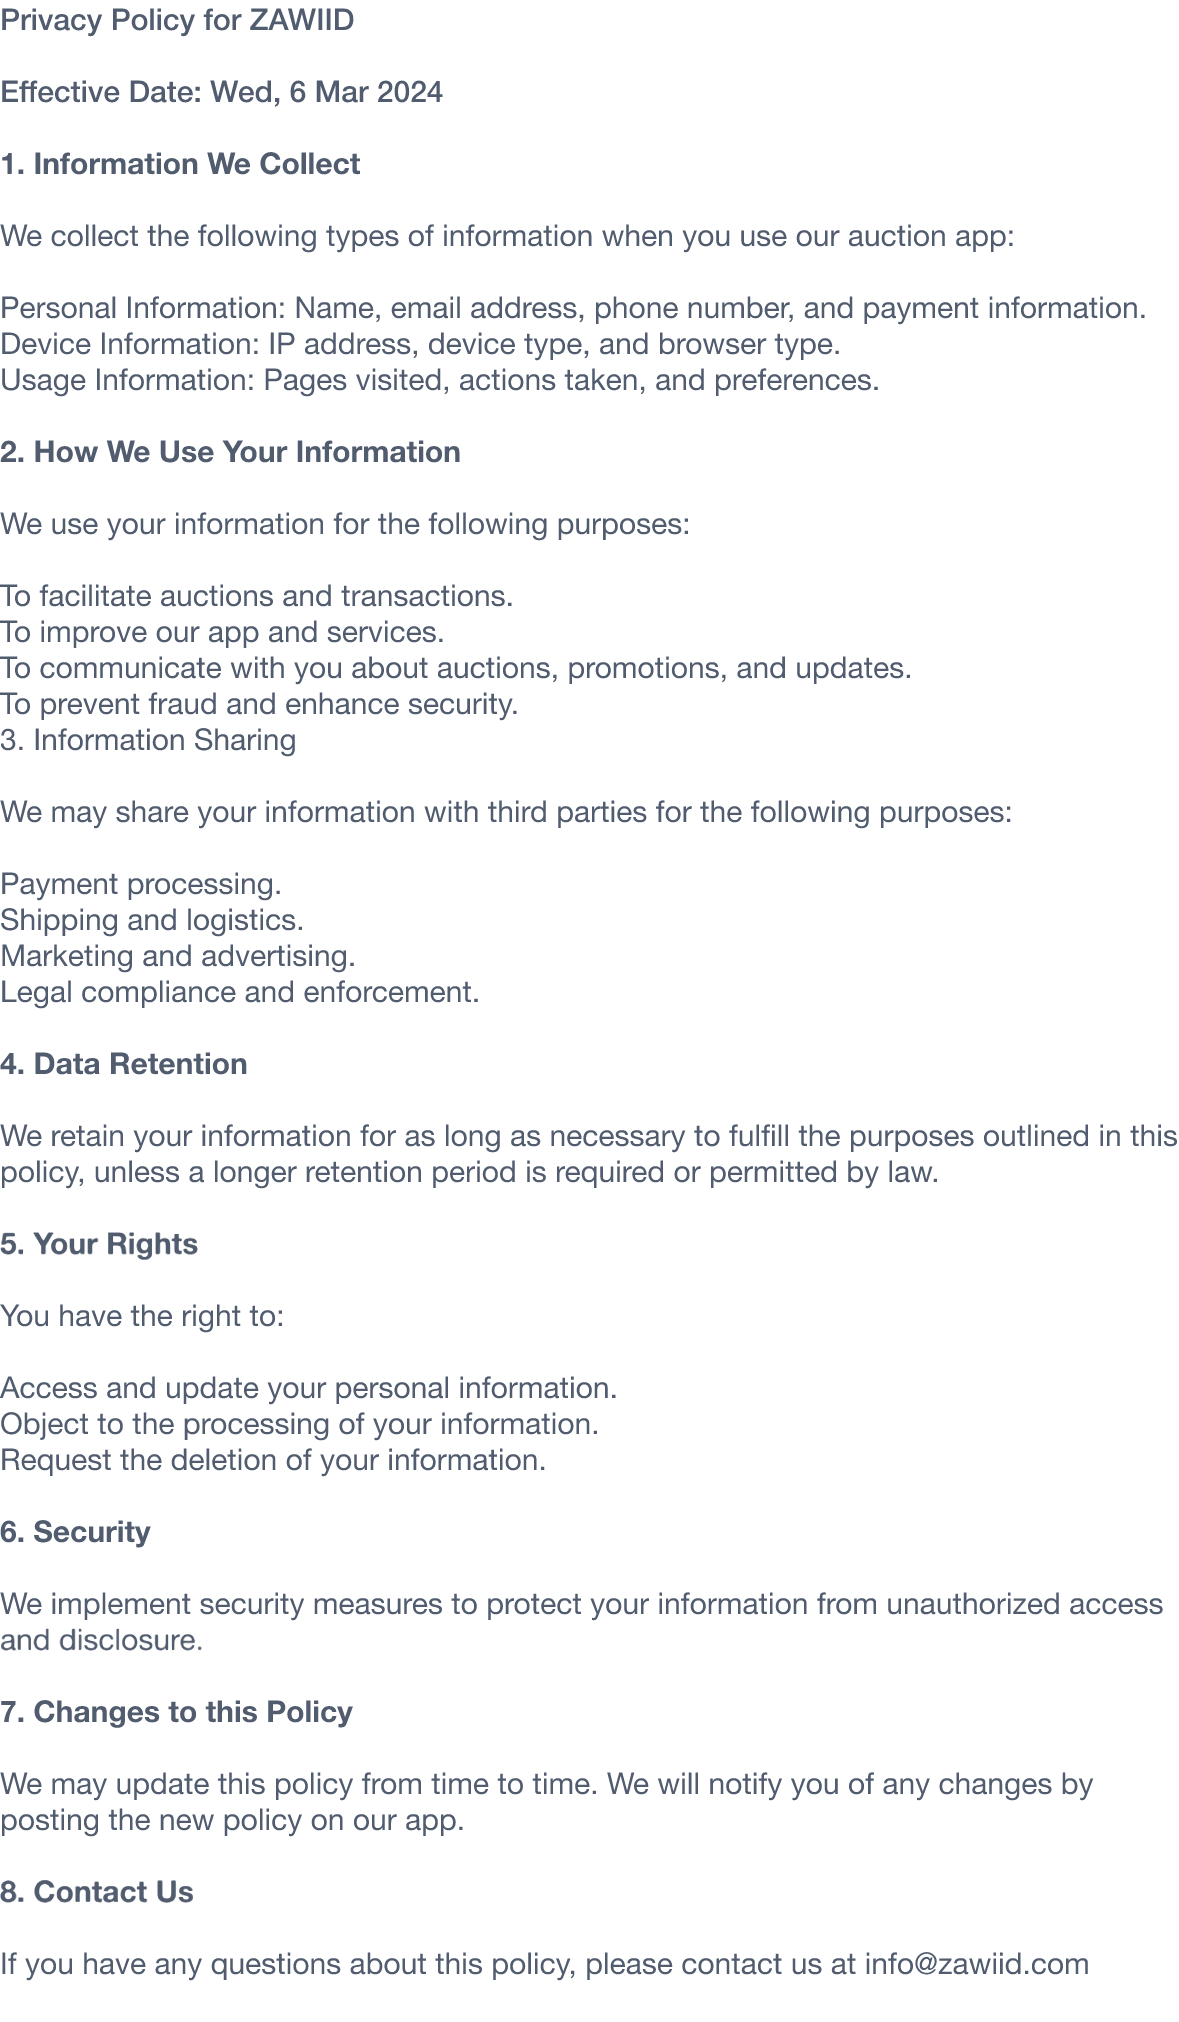 Privacy Policy for ZAWIID
Effective Date: Wed, 6 Mar 2024
1. Information We Collect
We collect the following types of information when you use our auction app:
Personal Information: Name, email address, phone number, and payment information.
Device Information: IP address, device type, and browser type.
Usage Information: Pages visited, actions taken, and preferences.
2. How We Use Your Information
We use your information for the following purposes:
To facilitate auctions and transactions.
To improve our app and services.
To communicate with you about auctions, promotions, and updates.
To prevent fraud and enhance security.
3. Information Sharing
We may share your information with third parties for the following purposes:
Payment processing.
Shipping and logistics.
Marketing and advertising.
Legal compliance and enforcement.
4. Data Retention
We retain your information for as long as necessary to fulfill the purposes outlined in this
policy, unless a longer retention period is required or permitted by law.
5. Your Rights
You have the right to:
Access and update your personal information.
Object to the processing of your information.
Request the deletion of your information.
6. Security
We implement security measures to protect your information from unauthorized access
and disclosure.
7. Changes to this Policy
We may update this policy from time to time. We will notify you of any changes by
posting the new policy on our app.
8. Contact Us
If you have any questions about this policy, please contact us at info@zawiid.com